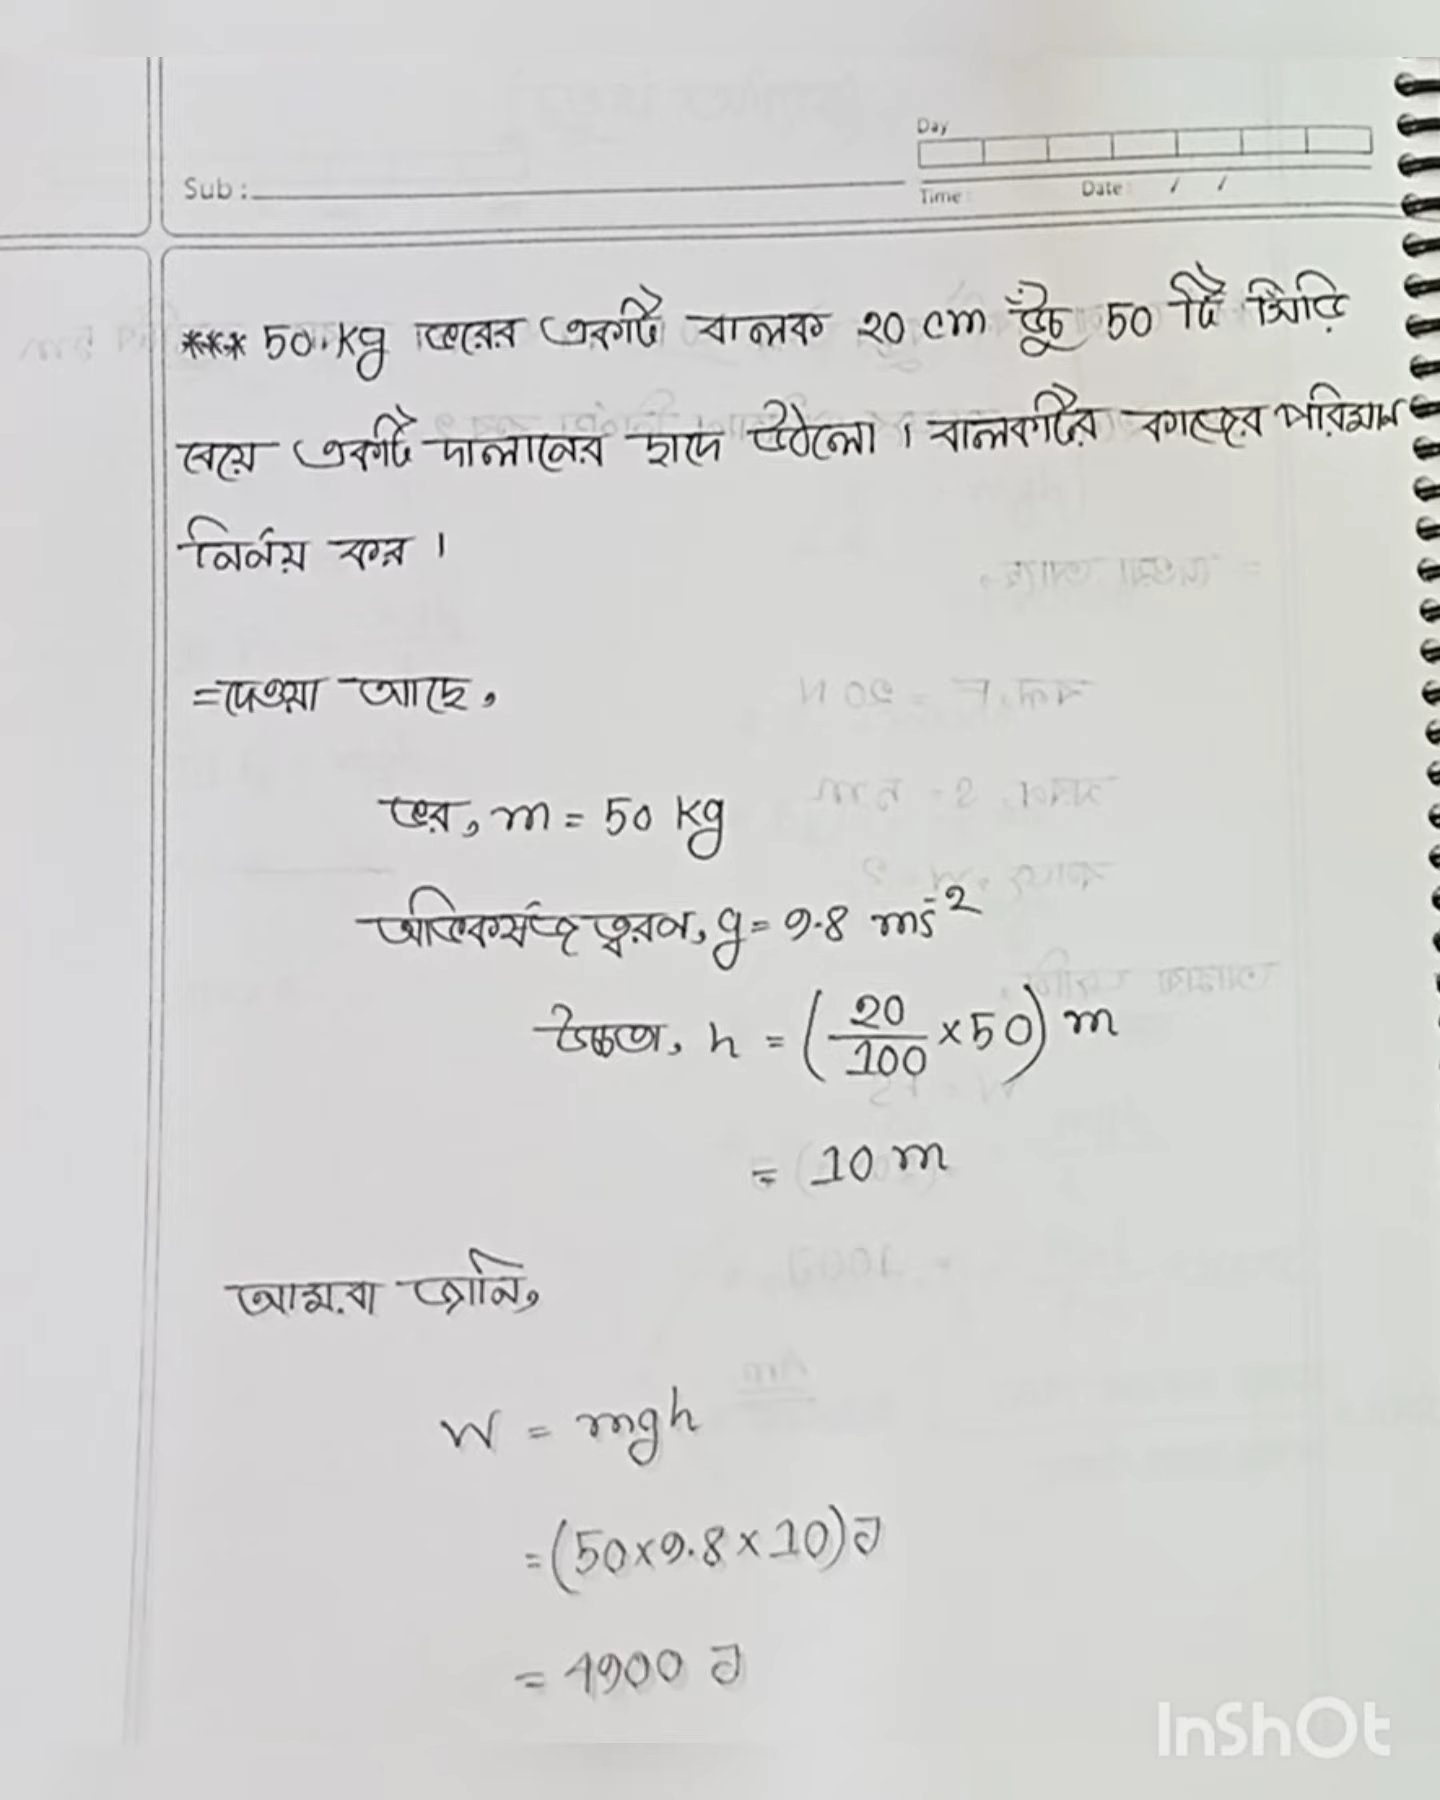 Day
Sub :
Time :
Date : / /
*** 50 kg ভরের একটি বালক 20 cm উঁচু 50 টি সিঁড়ি
বেয়ে একটি দালানের ছাদে উঠলো। বালকটির কাজের পরিমান
নির্নয় কর।
= দেওয়া আছে,
ভর, m = 50 kg
অভিকর্ষজ ত্বরণ, g = 9.8 ms⁻²
উচ্চতা, h = (20/100 × 50) m
= 10 m
আমরা জানি,
W = mgh
= (50×9.8×10) J
= 4900 J
InShOt